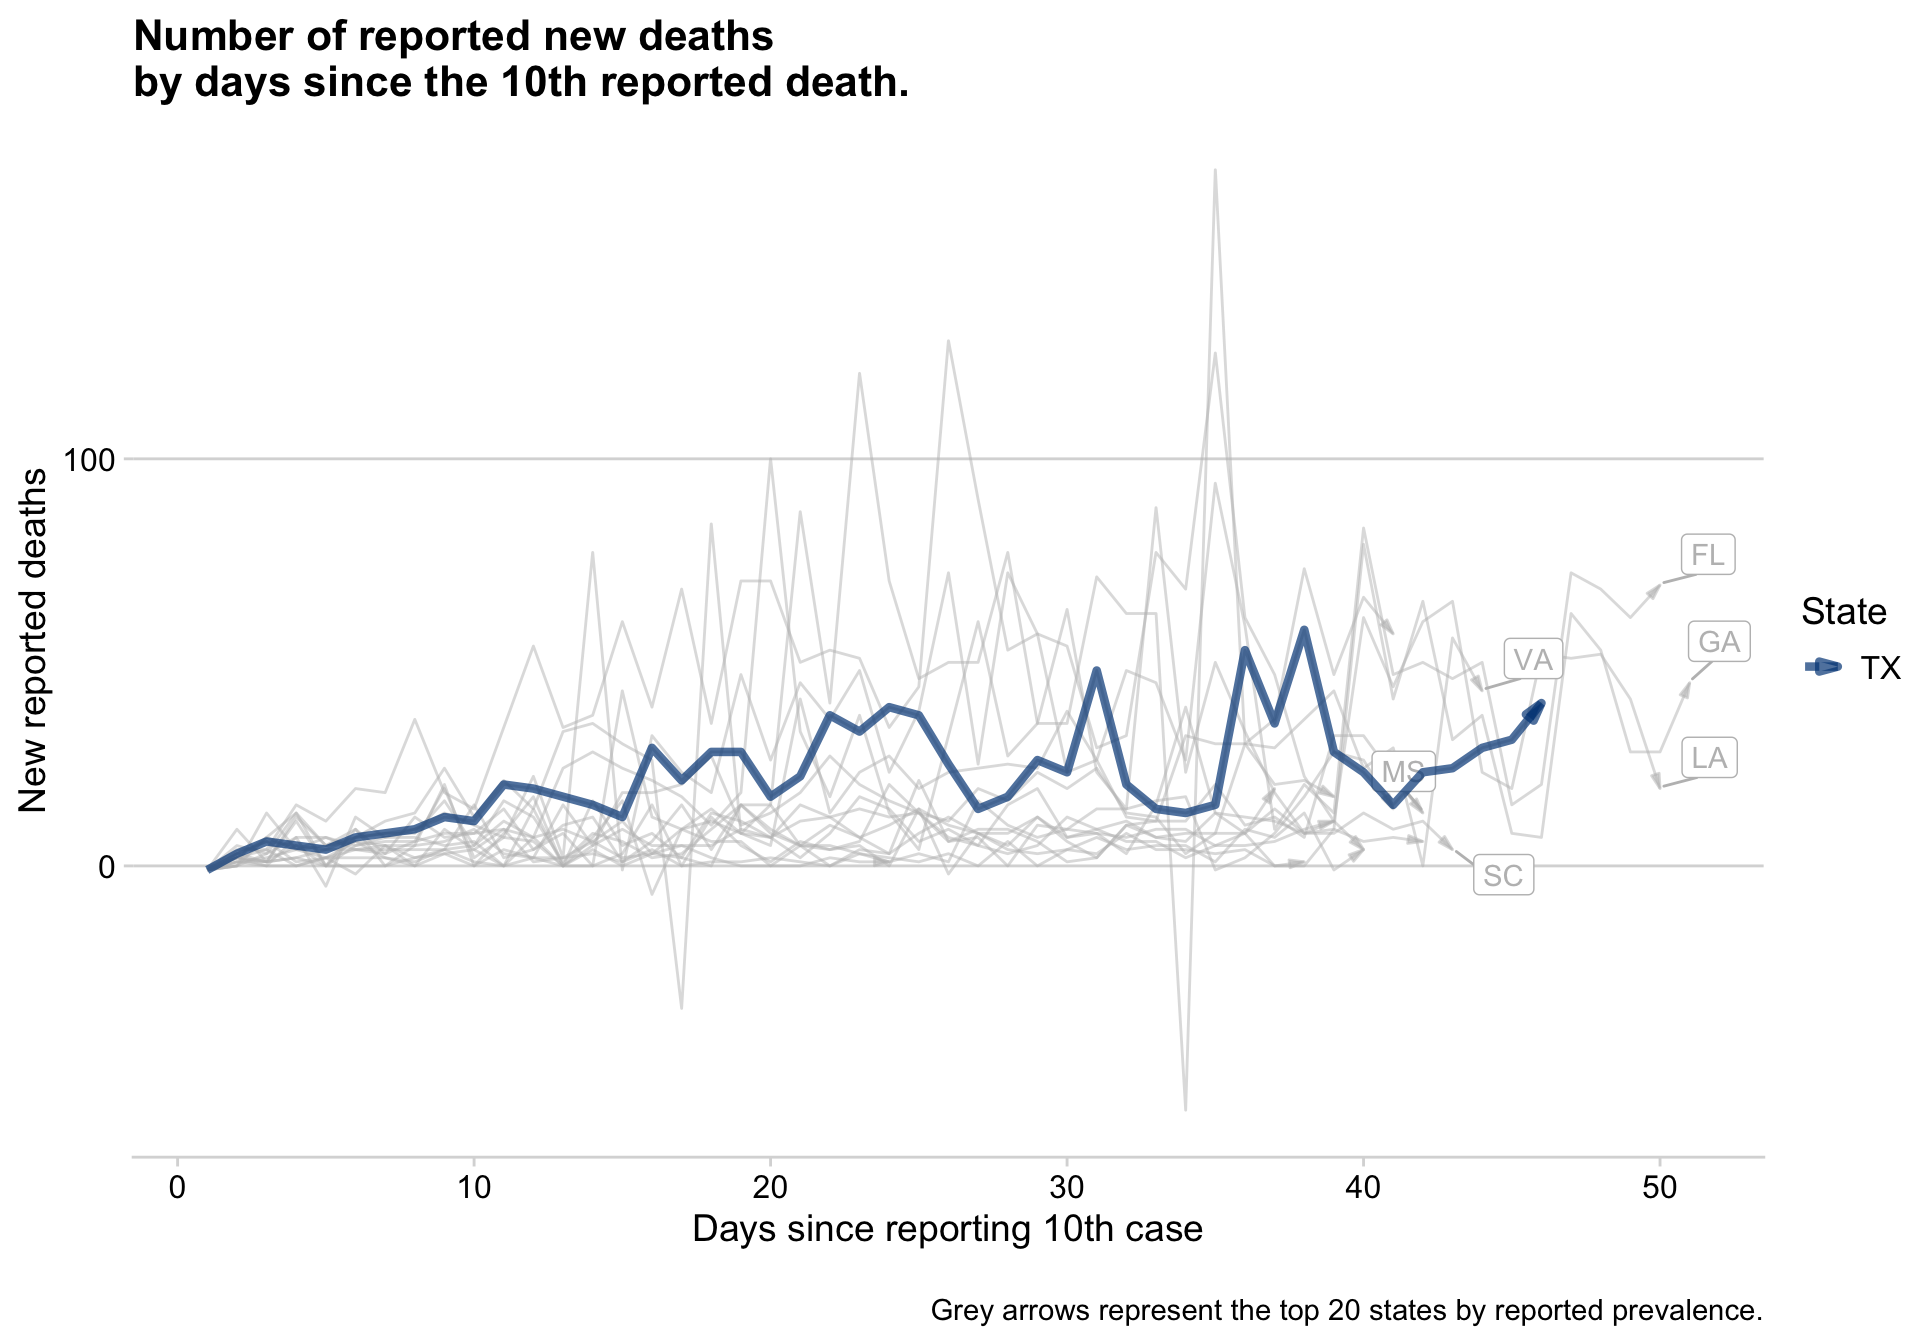 Number of reported new deaths
by days since the 10th reported death.
New reported deaths
100
0
FL
GA
VA
LA
MS
SC
State
TX
0 10 20 30 40 50
Days since reporting 10th case
Grey arrows represent the top 20 states by reported prevalence.